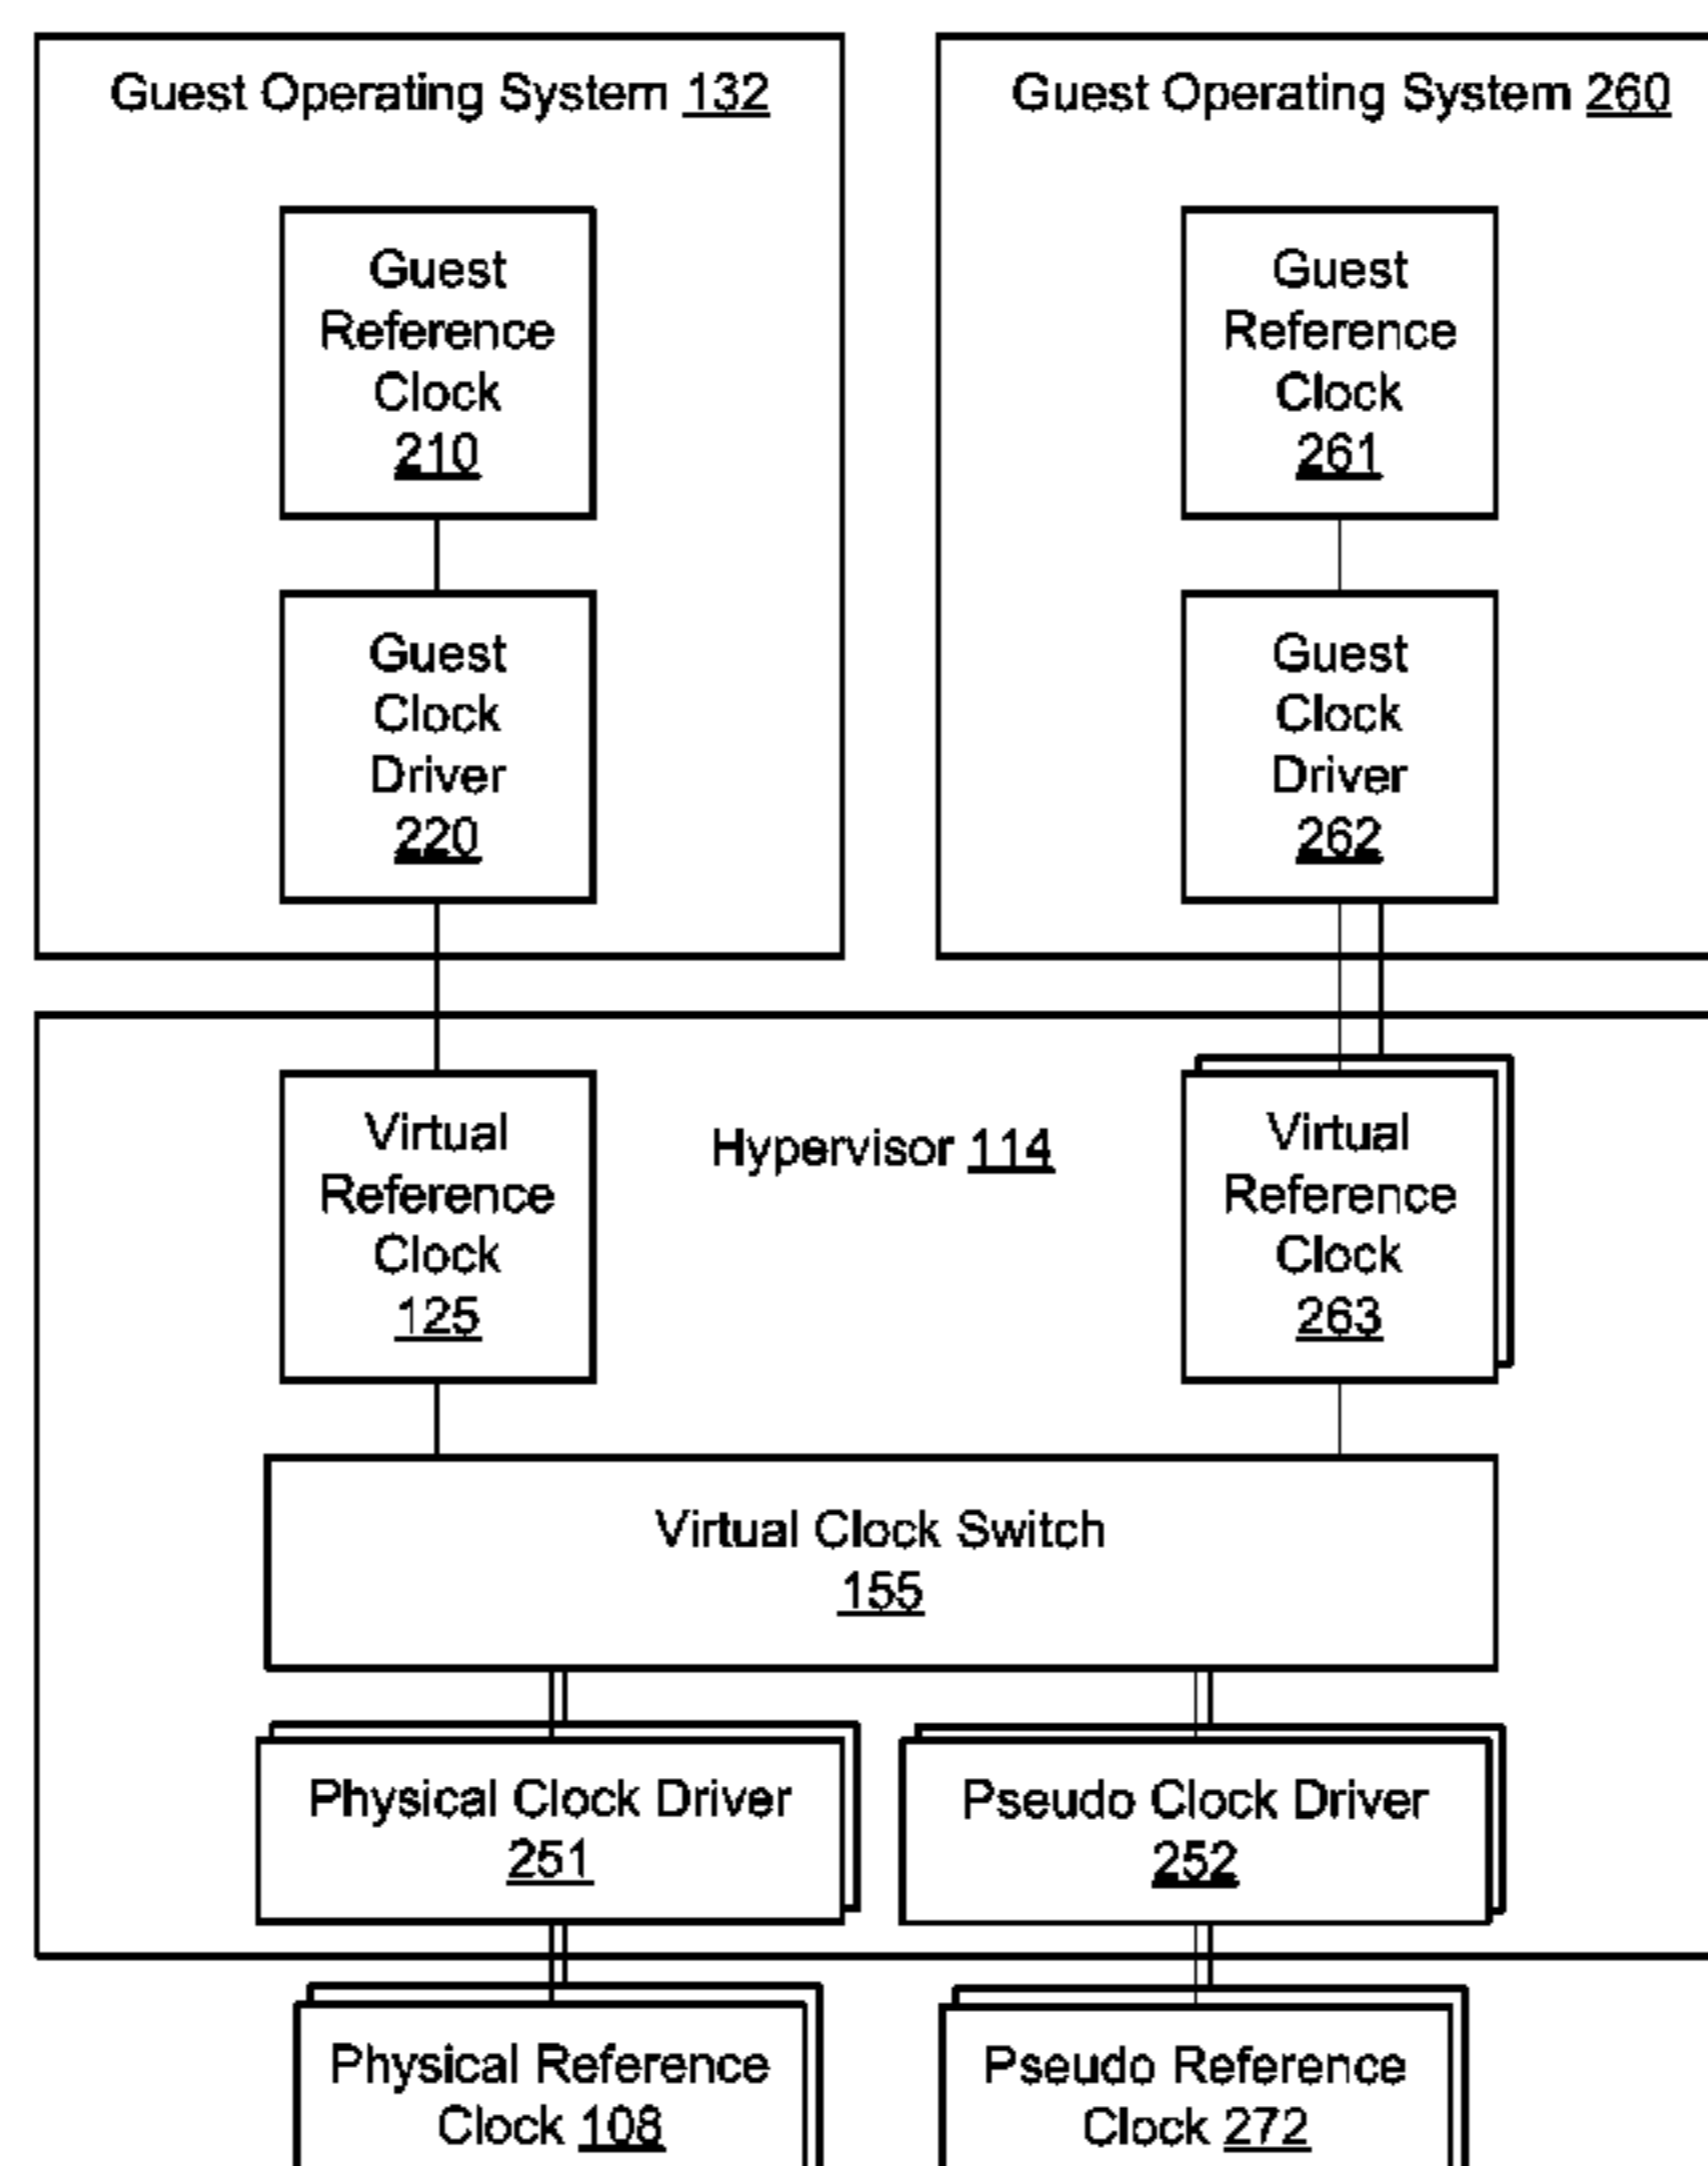 Guest Operating System 132
Guest
Reference
Clock
210
Guest
Clock
Driver
220
Guest Operating System 260
Guest
Reference
Clock
261
Guest
Clock
Driver
262
Hypervisor 114
Virtual
Reference
Clock
125
Virtual
Reference
Clock
263
Virtual Clock Switch
155
Physical Clock Driver
251
Pseudo Clock Driver
252
Physical Reference
Clock 108
Pseudo Reference
Clock 272